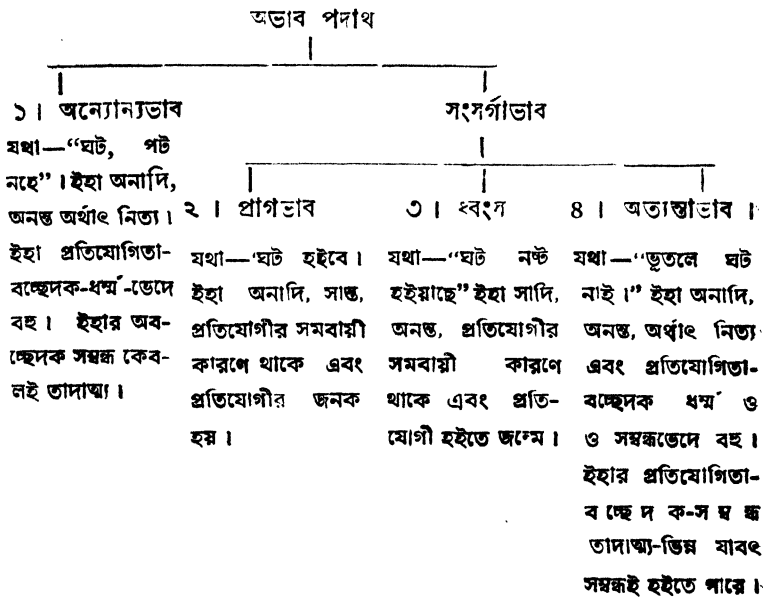 অভাব পদাথ
১। অন্যোন্যভাব
যথা—“ঘট, পট
নহে”। ইহা অনাদি,
অনন্ত অর্থাৎ নিত্য।
ইহা প্রতিযোগিতা-
বচ্ছেদক-ধর্ম্ম-ভেদে
বহু। ইহার অব-
চ্ছেদক সম্বন্ধ কেব-
লই তাদাত্ম্য।
সংসর্গাভাব
২। প্রাগভাব
যথা—‘ঘট হইবে।
ইহা অনাদি, সান্ত,
প্রতিযোগীর সমবায়ী
কারণে থাকে এবং
প্রতিযোগীর জনক
হয়।
৩। ধ্বংস
যথা—“ঘট নষ্ট
হইয়াছে” ইহা সাদি,
অনন্ত, প্রতিযোগীর
সমবায়ী কারণে
থাকে এবং প্রতি-
যোগী হইতে জন্মে।
৪। অত্যন্তাভাব।
যথা—“ভূতলে ঘট
নাই।” ইহা অনাদি,
অনন্ত, অর্থাৎ নিত্য
এবং প্রতিযোগিতা-
বচ্ছেদক ধর্ম্ম ও
ও সম্বন্ধভেদে বহু।
ইহার প্রতিযোগিতা-
বচ্ছেদক-সম্বন্ধ
তাদাত্ম্য-ভিন্ন যাবৎ
সম্বন্ধই হইতে পারে।